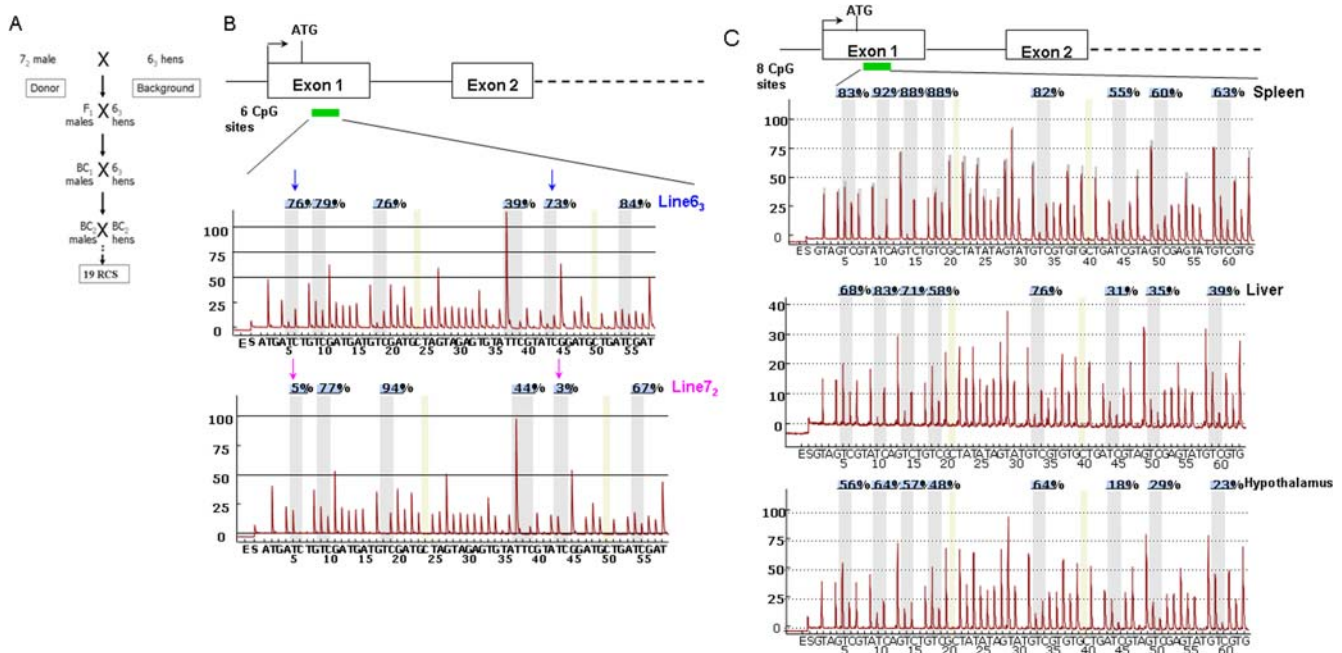 A
7₂ male X 6₃ hens
Donor Background
F₁ X 6₃
males hens
BC₁ X 6₃
males hens
BC₂ X BC₂
males hens
19 RCS
B
ATG
Exon 1 Exon 2
6 CpG
sites
76% 79% 76% 39% 73% 84% Line6₃
100
75
50
25
0
E S ATGATCTGTCGATGATGTCGATGCTAGTAGAGTGTATTCGTATCGGATGCTGATCGAT
5 10 15 20 25 30 35 40 45 50 55
5% 77% 94% 44% 3% 67% Line7₂
100
75
50
25
0
E S ATGATCTGTCGATGATGTCGATGCTAGTAGAGTGTATTCGTATCGGATGCTGATCGAT
5 10 15 20 25 30 35 40 45 50 55
C
ATG
Exon 1 Exon 2
8 CpG
sites
83% 92% 88% 88% 82% 55% 60% 63% Spleen
100
75
50
25
0
E S GTAGTCGTATCAGTCTGTCGCTATATAGTATGTCGTGTGCTGATCGTAGTCGAGTATGTCGTG
5 10 15 20 25 30 35 40 45 50 55 60
68% 83% 71% 58% 76% 31% 35% 39% Liver
40
30
20
10
0
E S GTAGTCGTATCAGTCTGTCGCTATATAGTATGTCGTGTGCTGATCGTAGTCGAGTATGTCGTG
5 10 15 20 25 30 35 40 45 50 55 60
56% 64% 57% 48% 64% 18% 29% 23% Hypothalamus
100
75
50
25
0
E S GTAGTCGTATCAGTCTGTCGCTATATAGTATGTCGTGTGCTGATCGTAGTCGAGTATGTCGTG
5 10 15 20 25 30 35 40 45 50 55 60